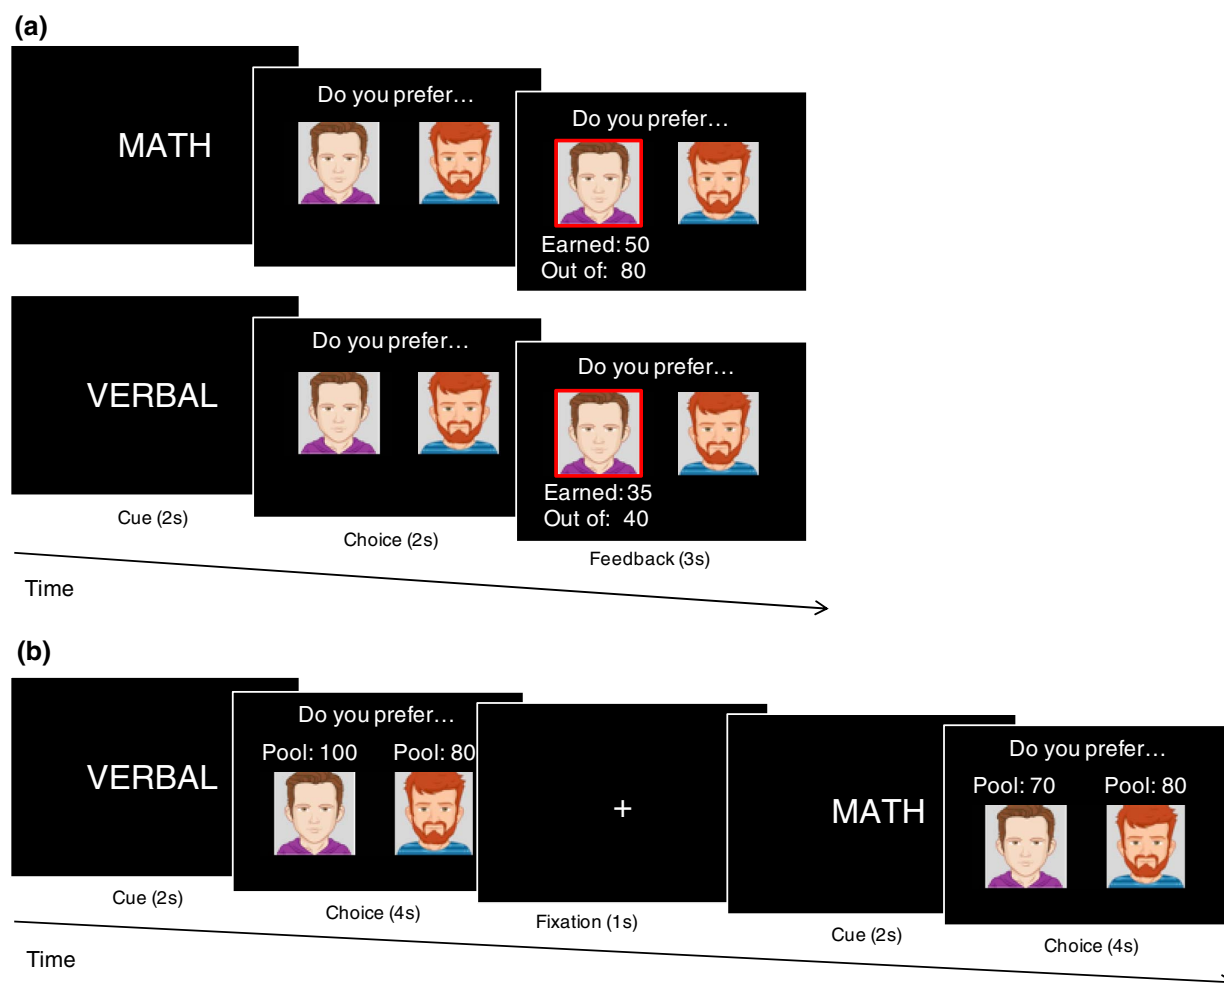 (a)
MATH
Do you prefer…
Do you prefer…
Earned: 50
Out of: 80
VERBAL
Do you prefer…
Do you prefer…
Earned: 35
Out of: 40
Cue (2s)
Choice (2s)
Feedback (3s)
Time
(b)
VERBAL
Do you prefer…
Pool: 100 Pool: 80
+
MATH
Do you prefer…
Pool: 70 Pool: 80
Cue (2s)
Choice (4s)
Fixation (1s)
Cue (2s)
Choice (4s)
Time